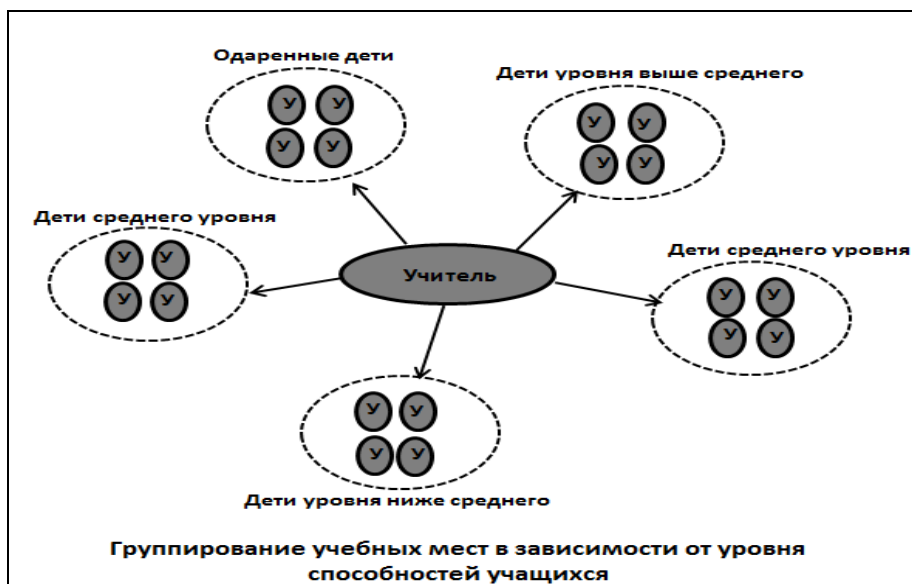 Одаренные дети
У У
У У
Дети уровня выше среднего
У У
У У
Дети среднего уровня
У У
У У
Учитель
Дети среднего уровня
У У
У У
У У
У У
Дети уровня ниже среднего
Группирование учебных мест в зависимости от уровня
способностей учащихся